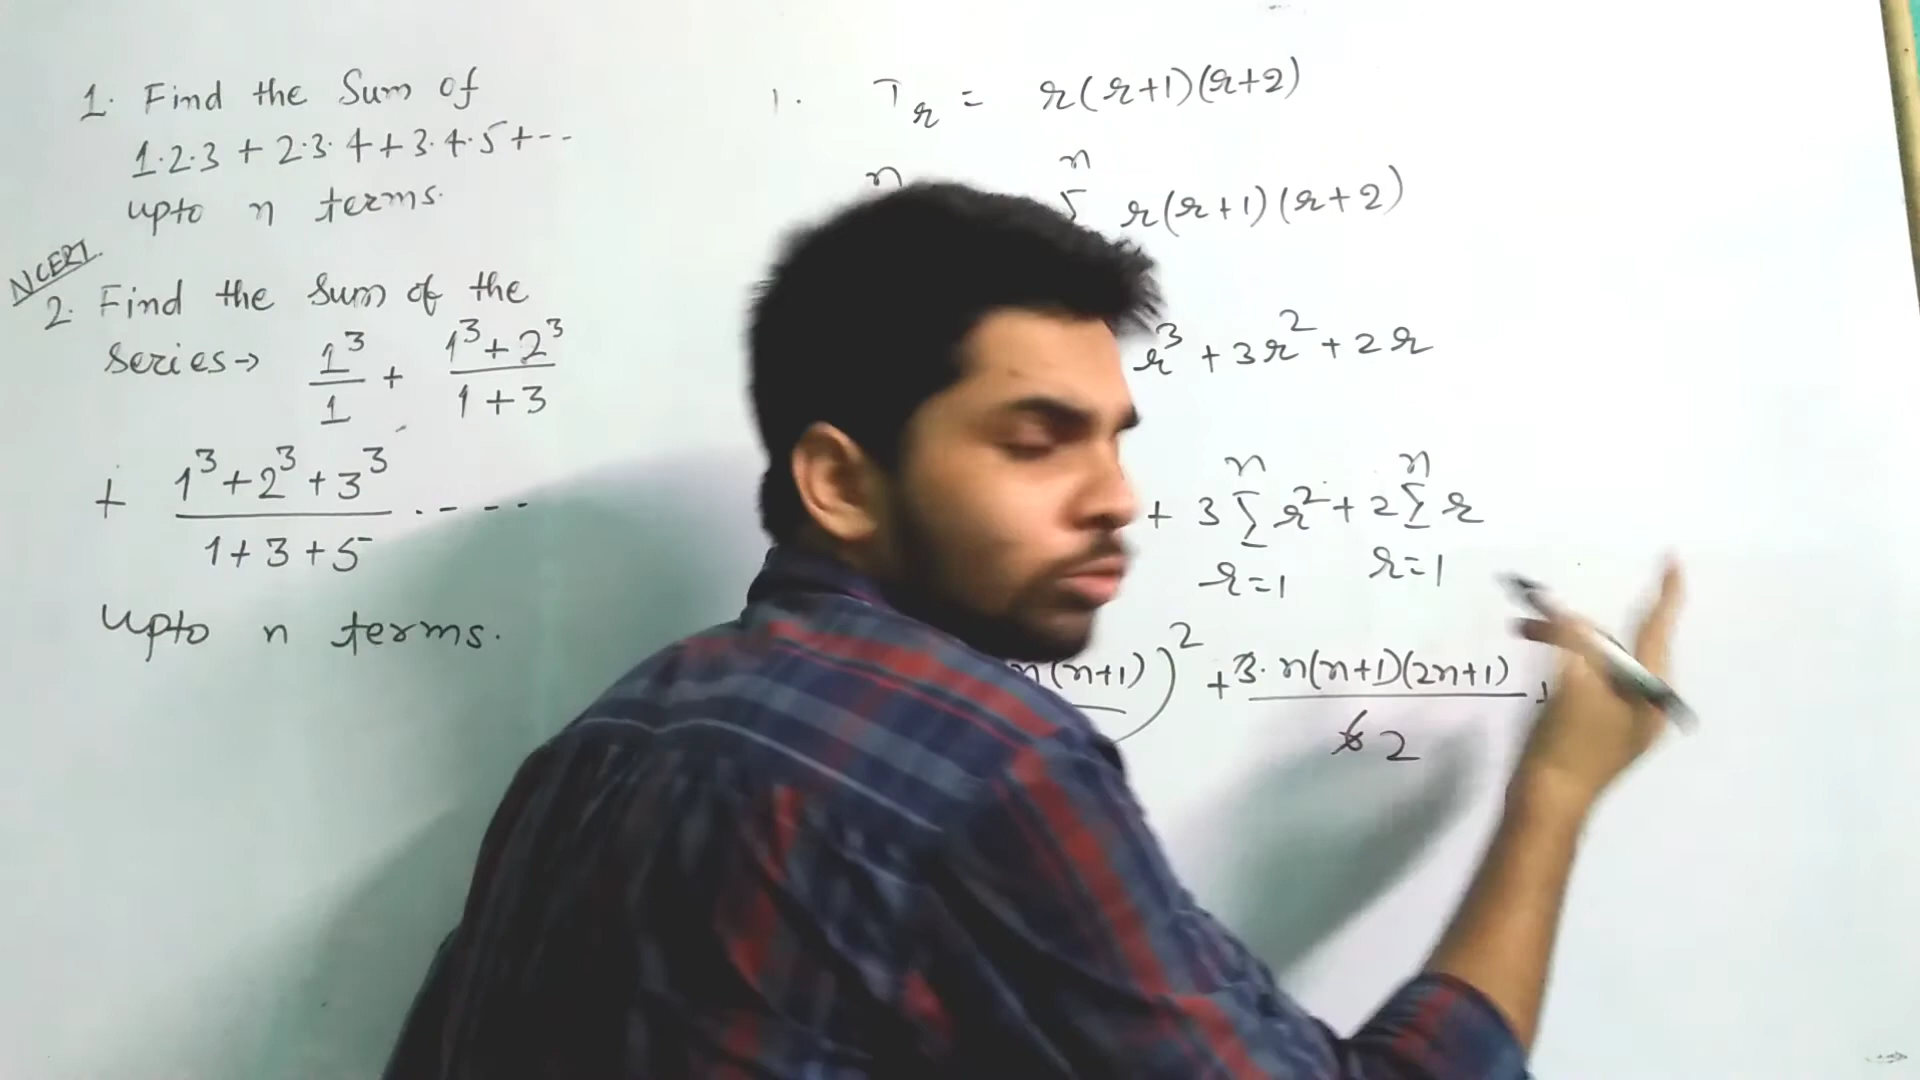 1. Find the Sum of
1·2·3 + 2·3·4 + 3·4·5 + --
upto n terms.
NCERT.
2. Find the Sum of the
Series → 1³/1 + (1³+2³)/(1+3)
+ (1³+2³+3³)/(1+3+5) ----
upto n terms.
1. T_r = r(r+1)(r+2)
n n
Σ r(r+1)(r+2)
r³ + 3r² + 2r
n n
+ 3 Σ r² + 2 Σ r
r=1 r=1
n(n+1))² + 3·n(n+1)(2n+1)
6 2